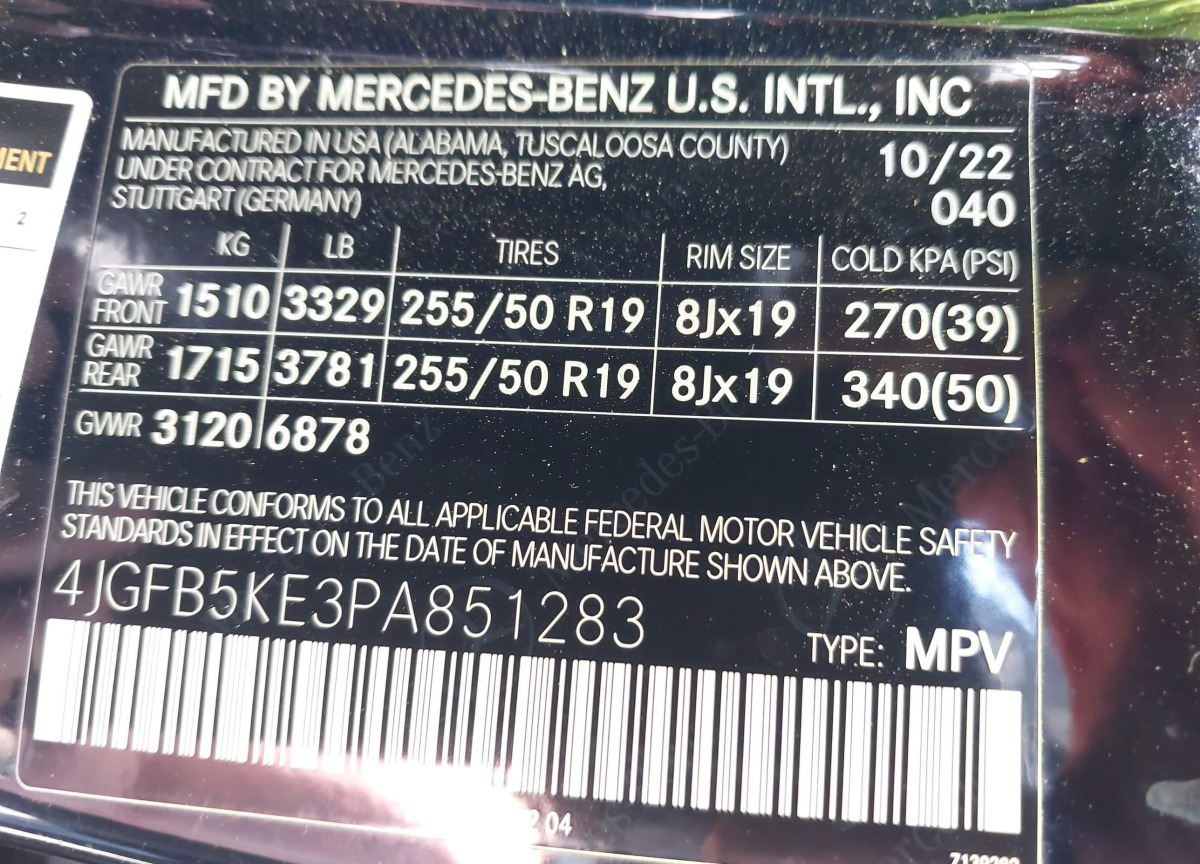 MFD BY MERCEDES-BENZ U.S. INTL., INC
MANUFACTURED IN USA (ALABAMA, TUSCALOOSA COUNTY)
UNDER CONTRACT FOR MERCEDES-BENZ AG,
STUTTGART (GERMANY)
10/22
040
KG LB TIRES RIM SIZE COLD KPA (PSI)
GAWR FRONT 1510 3329 255/50 R19 8Jx19 270(39)
GAWR REAR 1715 3781 255/50 R19 8Jx19 340(50)
GVWR 3120 6878
THIS VEHICLE CONFORMS TO ALL APPLICABLE FEDERAL MOTOR VEHICLE SAFETY
STANDARDS IN EFFECT ON THE DATE OF MANUFACTURE SHOWN ABOVE.
4JGFB5KE3PA851283
TYPE: MPV
2
04